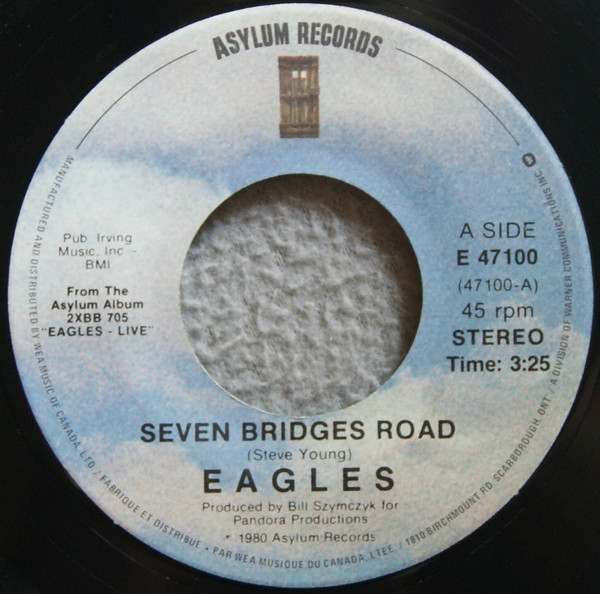 ASYLUM RECORDS
Pub. Irving
Music, Inc -
BMI
From The
Asylum Album
2XBB 705
"EAGLES - LIVE"
A SIDE
E 47100
(47100-A)
45 rpm
STEREO
Time: 3:25
SEVEN BRIDGES ROAD
(Steve Young)
EAGLES
Produced by Bill Szymczyk for
Pandora Productions
* 1980 Asylum Records
MANUFACTURED AND DISTRIBUTED BY WEA MUSIC OF CANADA, LTD. / FABRIQUE ET DISTRIBUE • PAR WEA MUSIQUE DU CANADA, LTEE. / 1810 BIRCHMOUNT RD. SCARBOROUGH, ONT. / A DIVISION OF WARNER COMMUNICATIONS INC.